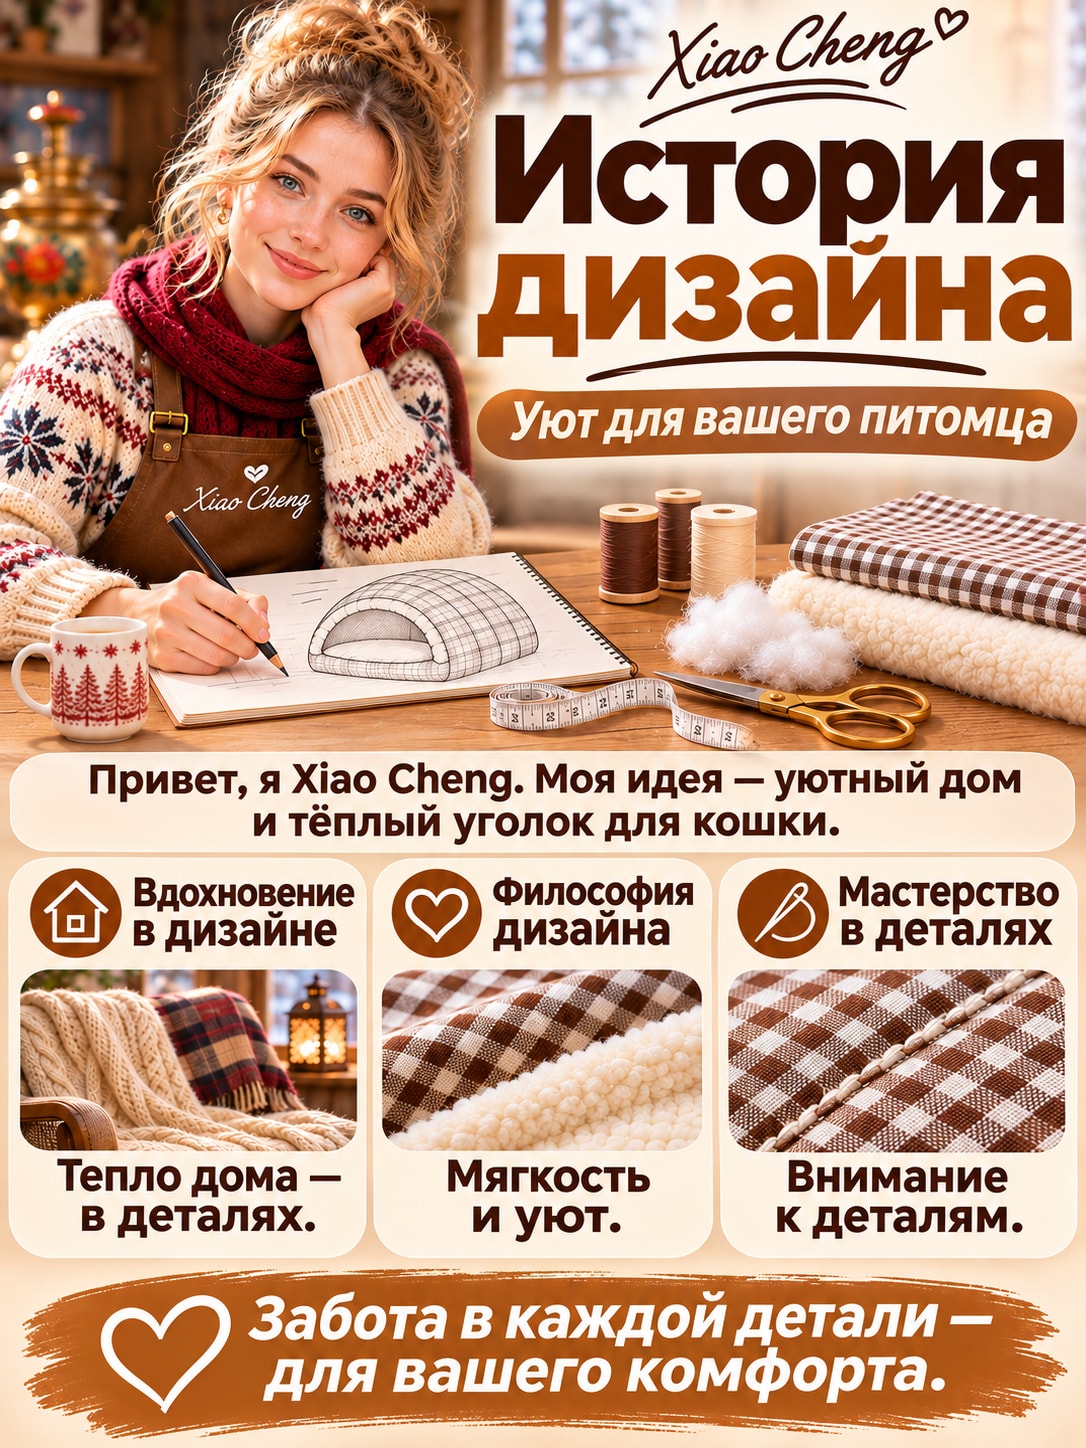 Xiao Cheng
История
дизайна
Уют для вашего питомца
Xiao Cheng
Привет, я Xiao Cheng. Моя идея — уютный дом
и тёплый уголок для кошки.
Вдохновение
в дизайне
Тепло дома —
в деталях.
Философия
дизайна
Мягкость
и уют.
Мастерство
в деталях
Внимание
к деталям.
Забота в каждой детали —
для вашего комфорта.